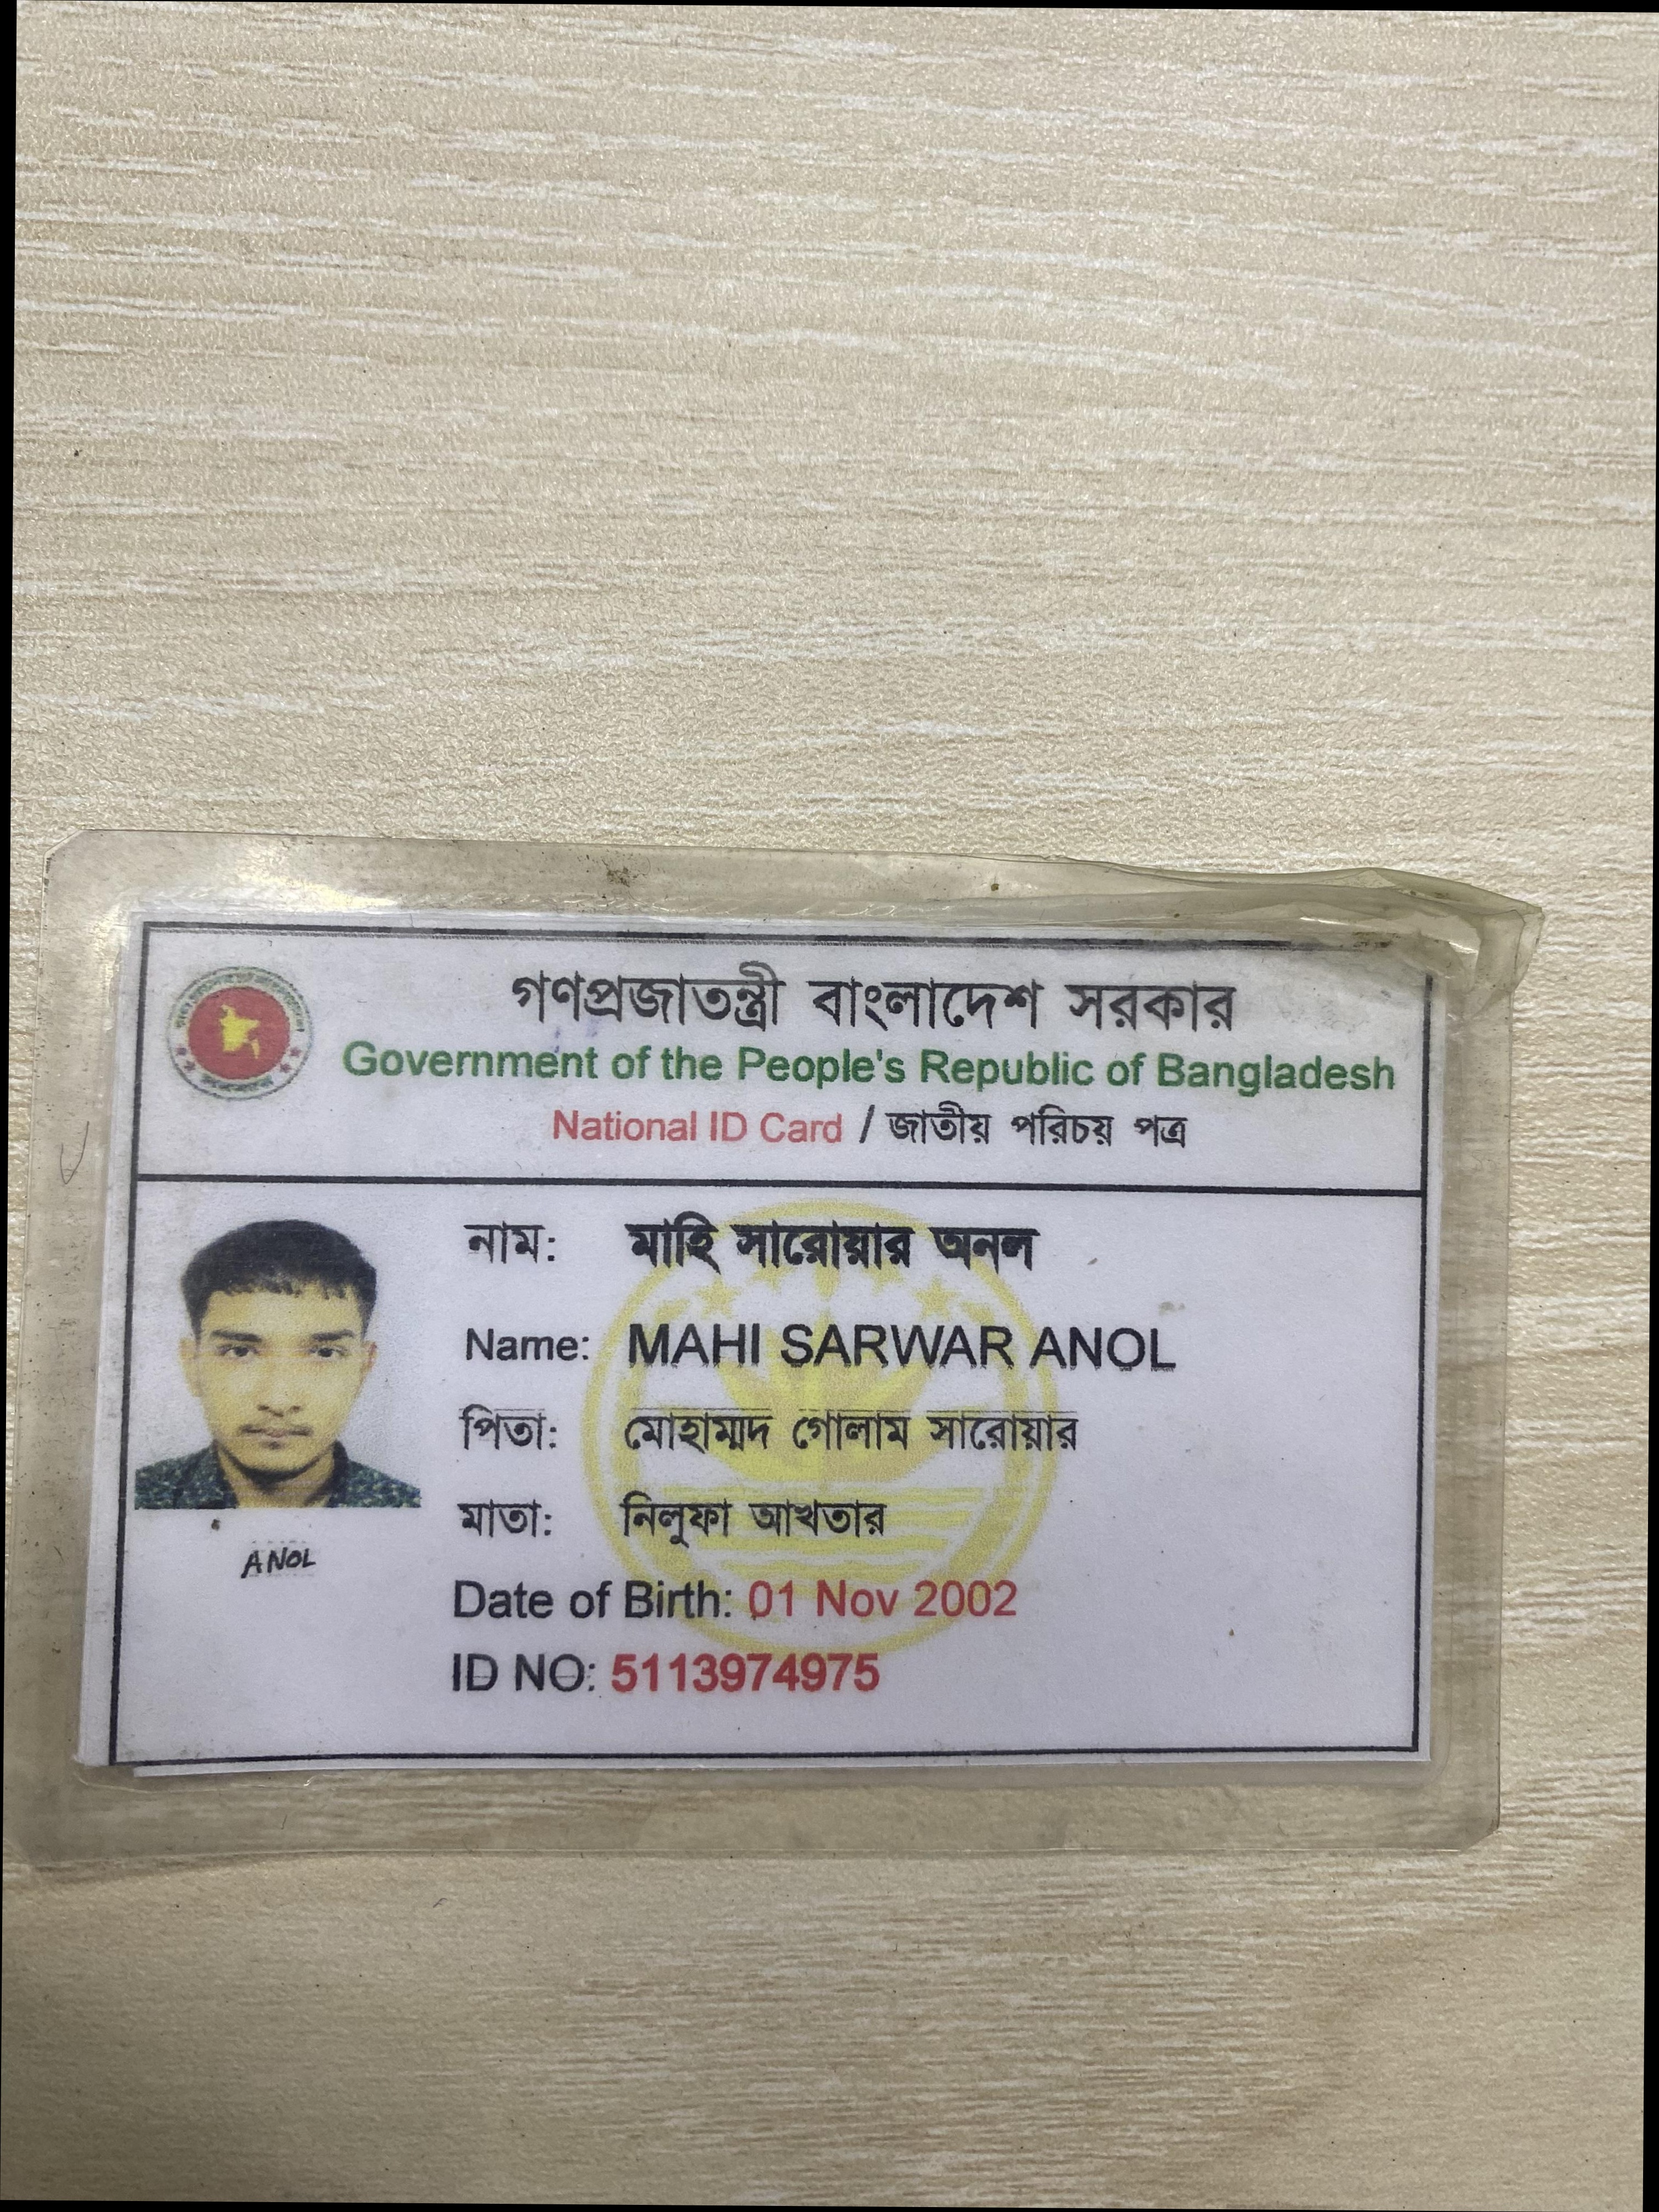 গণপ্রজাতন্ত্রী বাংলাদেশ সরকার
Government of the People's Republic of Bangladesh
National ID Card / জাতীয় পরিচয় পত্র
নাম: মাহি সারোয়ার অনল
Name: MAHI SARWAR ANOL
পিতা: মোহাম্মদ গোলাম সারোয়ার
মাতা: নিলুফা আখতার
ANOL
Date of Birth: 01 Nov 2002
ID NO: 5113974975